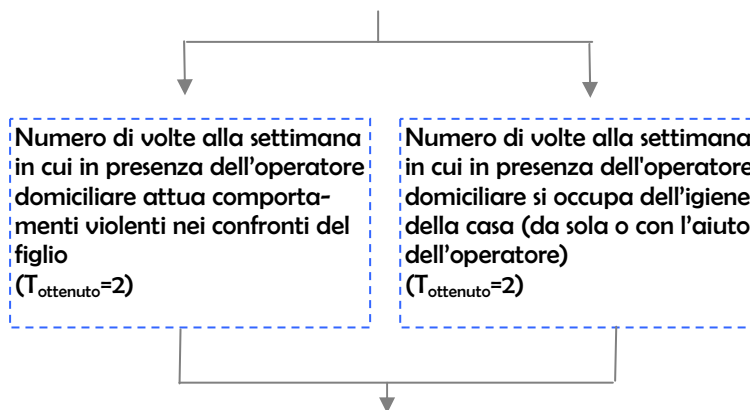 Numero di volte alla settimana
in cui in presenza dell’operatore
domiciliare attua comporta-
menti violenti nei confronti del
figlio
(Tottenuto=2)
Numero di volte alla settimana
in cui in presenza dell'operatore
domiciliare si occupa dell’igiene
della casa (da sola o con l’aiuto
dell’operatore)
(Tottenuto=2)